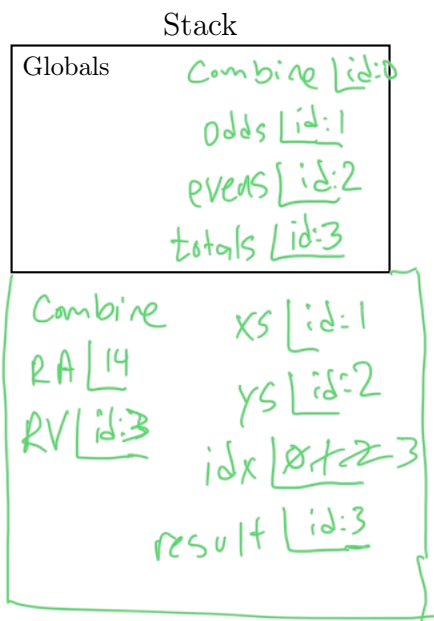 Stack
Globals
Combine id:0
odds id:1
evens id:2
totals id:3
Combine
RA 14
RV id:3
xs id:1
ys id:2
idx 0 1 2 3
result id:3